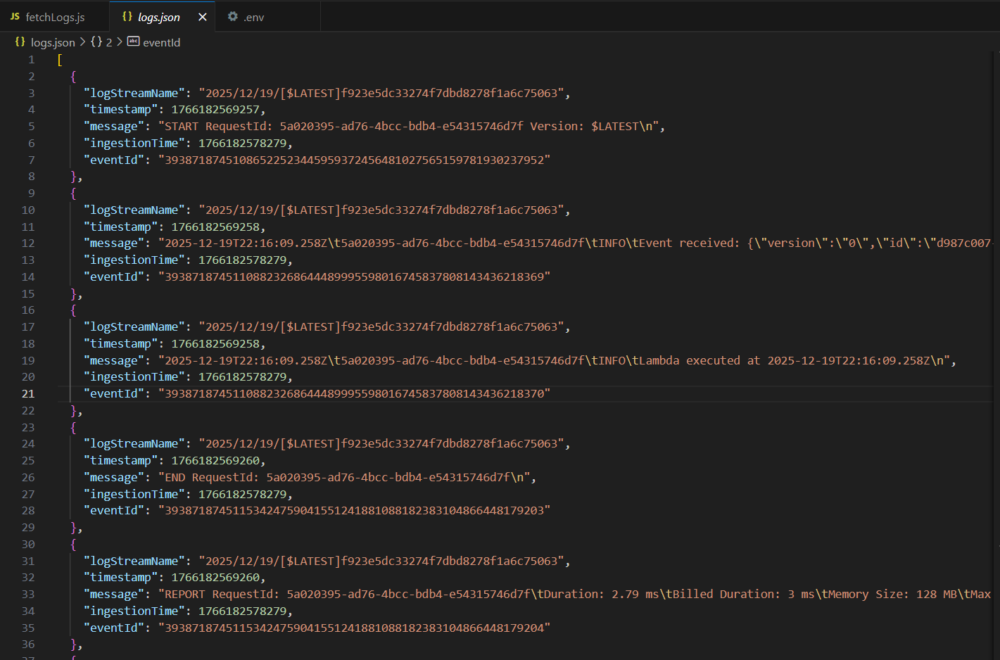 JS fetchLogs.js {} logs.json × .env
{} logs.json > {} 2 > abc eventId
1 [
2 {
3 "logStreamName": "2025/12/19/[$LATEST]f923e5dc33274f7dbd8278f1a6c75063",
4 "timestamp": 1766182569257,
5 "message": "START RequestId: 5a020395-ad76-4bcc-bdb4-e54315746d7f Version: $LATEST\n",
6 "ingestionTime": 1766182578279,
7 "eventId": "39387187451086522523445959372456481027565159781930237952"
8 },
9 {
10 "logStreamName": "2025/12/19/[$LATEST]f923e5dc33274f7dbd8278f1a6c75063",
11 "timestamp": 1766182569258,
12 "message": "2025-12-19T22:16:09.258Z\t5a020395-ad76-4bcc-bdb4-e54315746d7f\tINFO\tEvent received: {\"version\":\"0\",\"id\":\"d987c007-
13 "ingestionTime": 1766182578279,
14 "eventId": "39387187451108823268644489995598016745837808143436218369"
15 },
16 {
17 "logStreamName": "2025/12/19/[$LATEST]f923e5dc33274f7dbd8278f1a6c75063",
18 "timestamp": 1766182569258,
19 "message": "2025-12-19T22:16:09.258Z\t5a020395-ad76-4bcc-bdb4-e54315746d7f\tINFO\tLambda executed at 2025-12-19T22:16:09.258Z\n",
20 "ingestionTime": 1766182578279,
21 "eventId": "39387187451108823268644489995598016745837808143436218370"
22 },
23 {
24 "logStreamName": "2025/12/19/[$LATEST]f923e5dc33274f7dbd8278f1a6c75063",
25 "timestamp": 1766182569260,
26 "message": "END RequestId: 5a020395-ad76-4bcc-bdb4-e54315746d7f\n",
27 "ingestionTime": 1766182578279,
28 "eventId": "39387187451153424759041551241881088182383104866448179203"
29 },
30 {
31 "logStreamName": "2025/12/19/[$LATEST]f923e5dc33274f7dbd8278f1a6c75063",
32 "timestamp": 1766182569260,
33 "message": "REPORT RequestId: 5a020395-ad76-4bcc-bdb4-e54315746d7f\tDuration: 2.79 ms\tBilled Duration: 3 ms\tMemory Size: 128 MB\tMax
34 "ingestionTime": 1766182578279,
35 "eventId": "39387187451153424759041551241881088182383104866448179204"
36 },
37 {